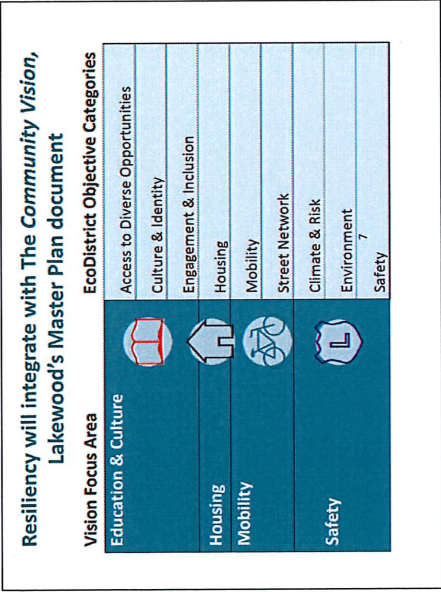 Resiliency will integrate with The Community Vision,
Lakewood's Master Plan document
Vision Focus Area
EcoDistrict Objective Categories
Education & Culture
Access to Diverse Opportunities
Culture & Identity
Engagement & Inclusion
Housing
Housing
Mobility
Mobility
Street Network
Safety
L
Climate & Risk
Environment
7
Safety